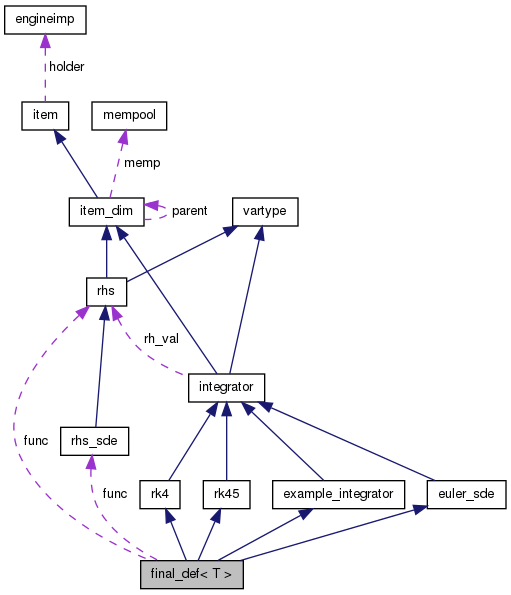 engineimp
holder
item
mempool
memp
item_dim
parent
vartype
rhs
rh_val
integrator
func
rhs_sde
func
rk4
rk45
example_integrator
euler_sde
final_def< T >